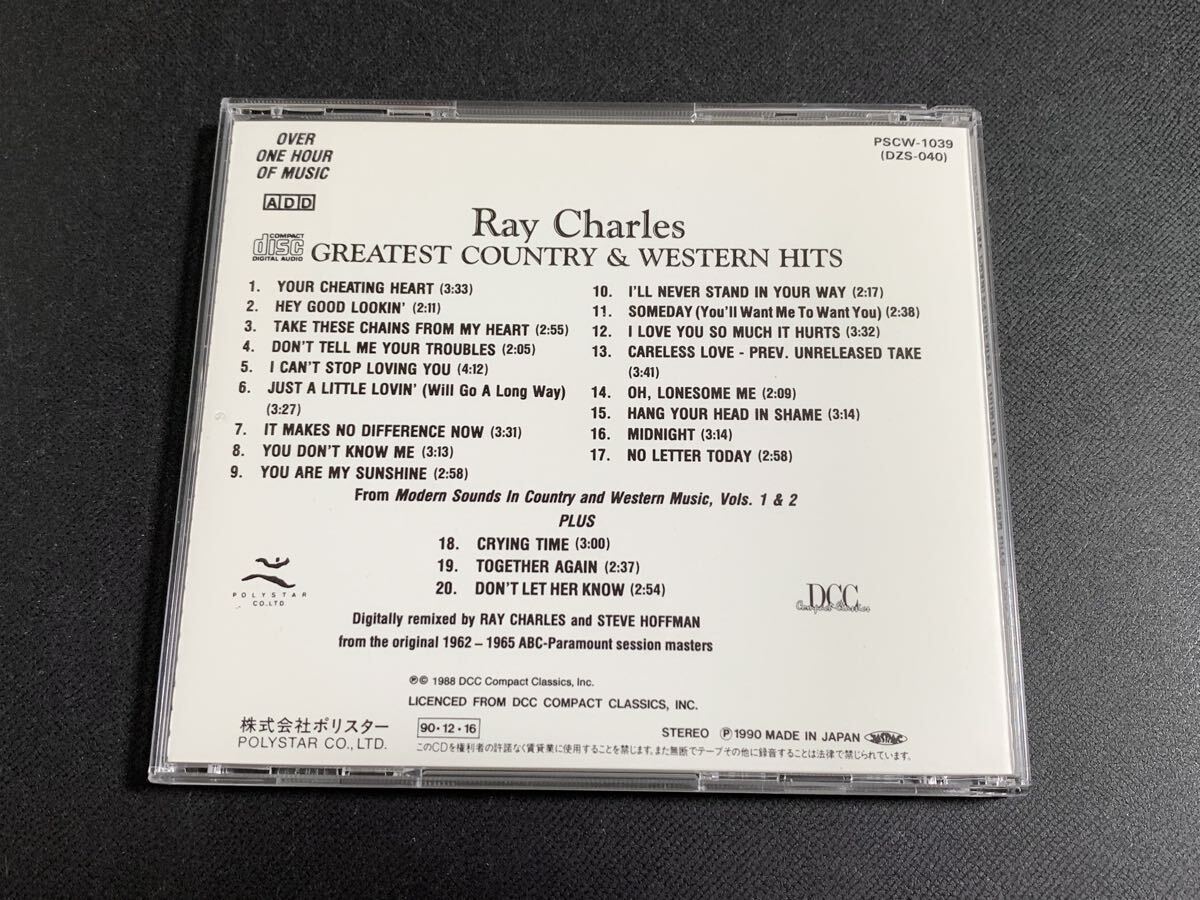 OVER
ONE HOUR
OF MUSIC
ADD
COMPACT
disc
DIGITAL AUDIO
PSCW-1039
(DZS-040)
Ray Charles
GREATEST COUNTRY & WESTERN HITS
1. YOUR CHEATING HEART (3:33)
2. HEY GOOD LOOKIN' (2:11)
3. TAKE THESE CHAINS FROM MY HEART (2:55)
4. DON'T TELL ME YOUR TROUBLES (2:05)
5. I CAN'T STOP LOVING YOU (4:12)
6. JUST A LITTLE LOVIN' (Will Go A Long Way)
(3:27)
7. IT MAKES NO DIFFERENCE NOW (3:31)
8. YOU DON'T KNOW ME (3:13)
9. YOU ARE MY SUNSHINE (2:58)
10. I'LL NEVER STAND IN YOUR WAY (2:17)
11. SOMEDAY (You'll Want Me To Want You) (2:38)
12. I LOVE YOU SO MUCH IT HURTS (3:32)
13. CARELESS LOVE - PREV. UNRELEASED TAKE
(3:41)
14. OH, LONESOME ME (2:09)
15. HANG YOUR HEAD IN SHAME (3:14)
16. MIDNIGHT (3:14)
17. NO LETTER TODAY (2:58)
From Modern Sounds In Country and Western Music, Vols. 1 & 2
PLUS
18. CRYING TIME (3:00)
19. TOGETHER AGAIN (2:37)
20. DON'T LET HER KNOW (2:54)
POLYSTAR
CO.,LTD
DCC
Compact Classics
Digitally remixed by RAY CHARLES and STEVE HOFFMAN
from the original 1962 – 1965 ABC-Paramount session masters
℗© 1988 DCC Compact Classics, Inc.
LICENCED FROM DCC COMPACT CLASSICS, INC.
株式会社ポリスター
POLYSTAR CO., LTD.
90・12・16
STEREO ℗1990 MADE IN JAPAN JASRAC
このCDを権利者の許諾なく賃貸業に使用することを禁じます。また無断でテープその他に録音することは法律で禁じられています。